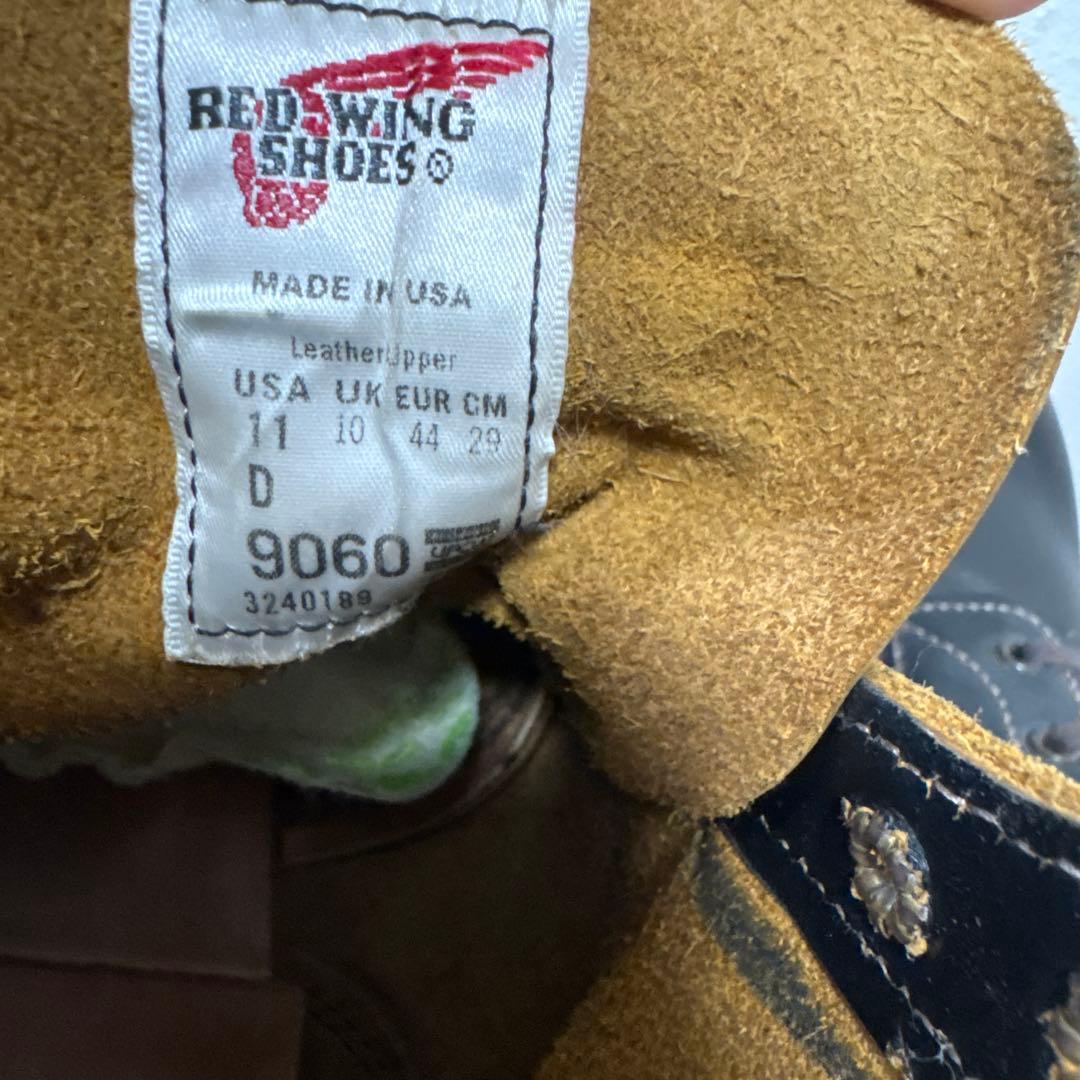 RED WING
SHOES®
MADE IN USA
Leather Upper
USA UK EUR CM
11 10 44 29
D
9060
3240189